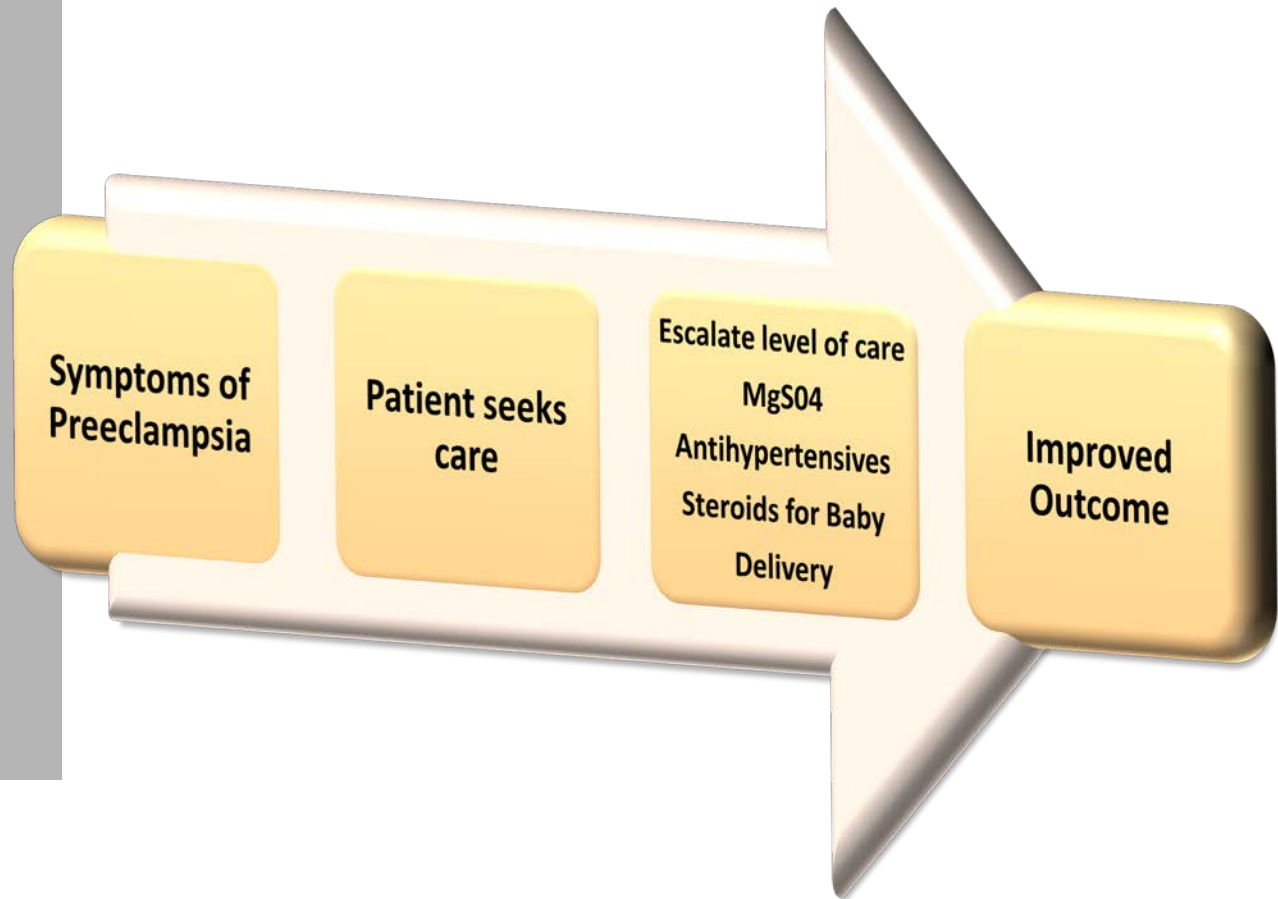 Symptoms of
Preeclampsia
Patient seeks
care
Escalate level of care
MgS04
Antihypertensives
Steroids for Baby
Delivery
Improved
Outcome